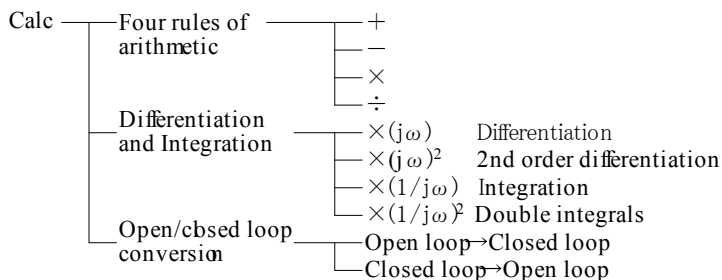 Calc
Four rules of
arithmetic
+
−
×
÷
Differentiation
and Integration
×(jω) Differentiation
×(jω)² 2nd order differentiation
×(1/jω) Integration
×(1/jω)² Double integrals
Open/closed loop
conversion
Open loop→Closed loop
Closed loop→Open loop